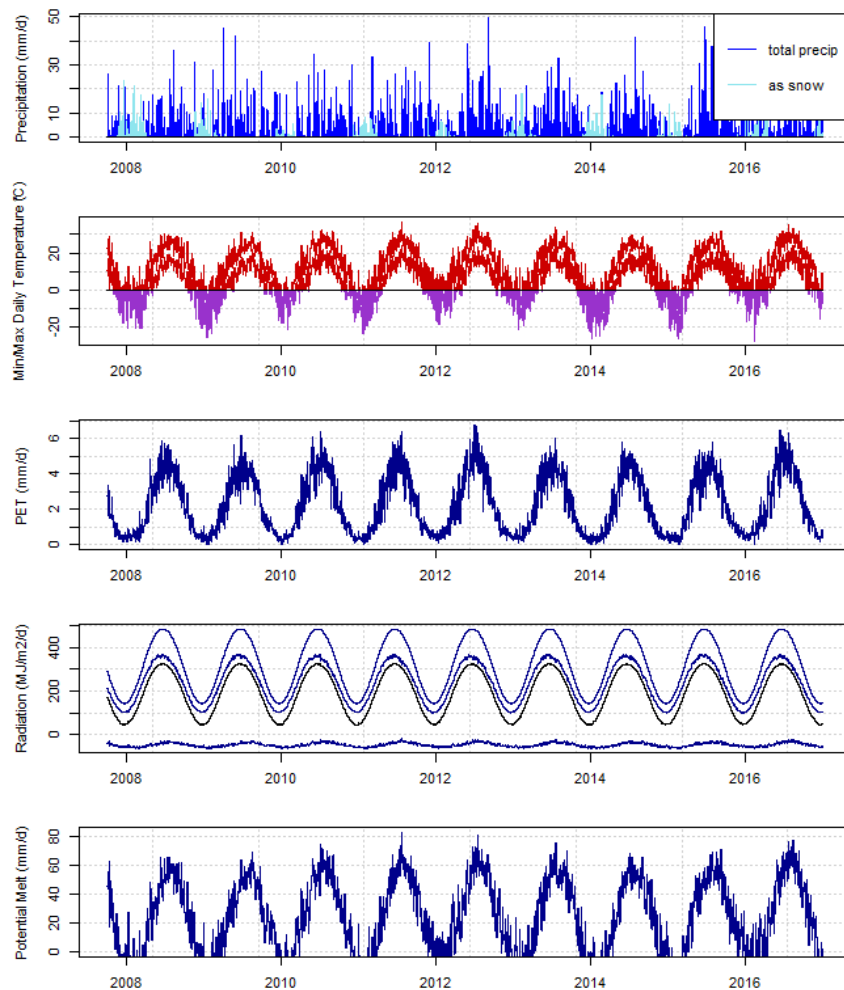 Precipitation (mm/d)
50
30
10
0
total precip
as snow
2008 2010 2012 2014 2016
Min/Max Daily Temperature (°C)
20
0
-20
2008 2010 2012 2014 2016
PET (mm/d)
6
4
2
0
2008 2010 2012 2014 2016
Radiation (MJ/m2/d)
400
200
0
2008 2010 2012 2014 2016
Potential Melt (mm/d)
80
60
40
20
0
2008 2010 2012 2014 2016